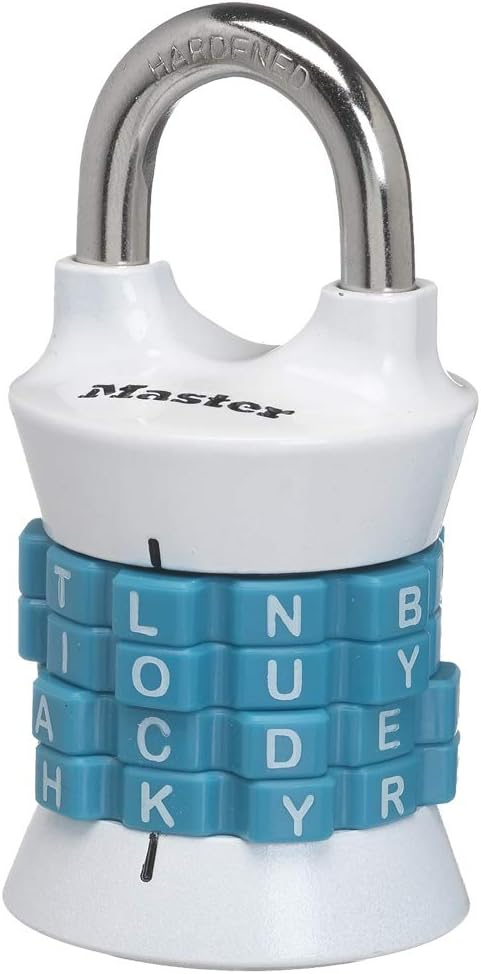 HARDENED
Master
T L N B
I O U Y
A C D E
H K Y R